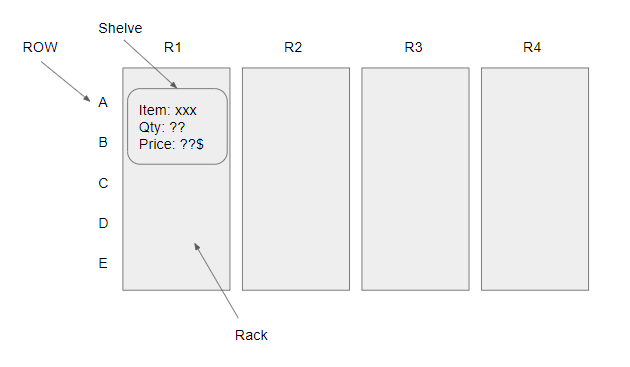 Shelve
ROW R1 R2 R3 R4
A
Item: xxx
Qty: ??
B
Price: ??$
C
D
E
Rack